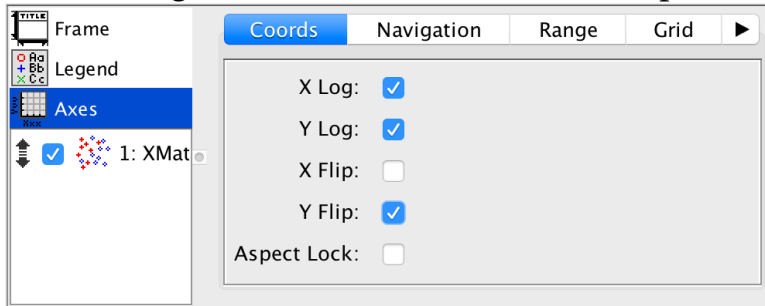 Frame
Legend
Axes
1: XMat
Coords Navigation Range Grid
X Log:
Y Log:
X Flip:
Y Flip:
Aspect Lock: